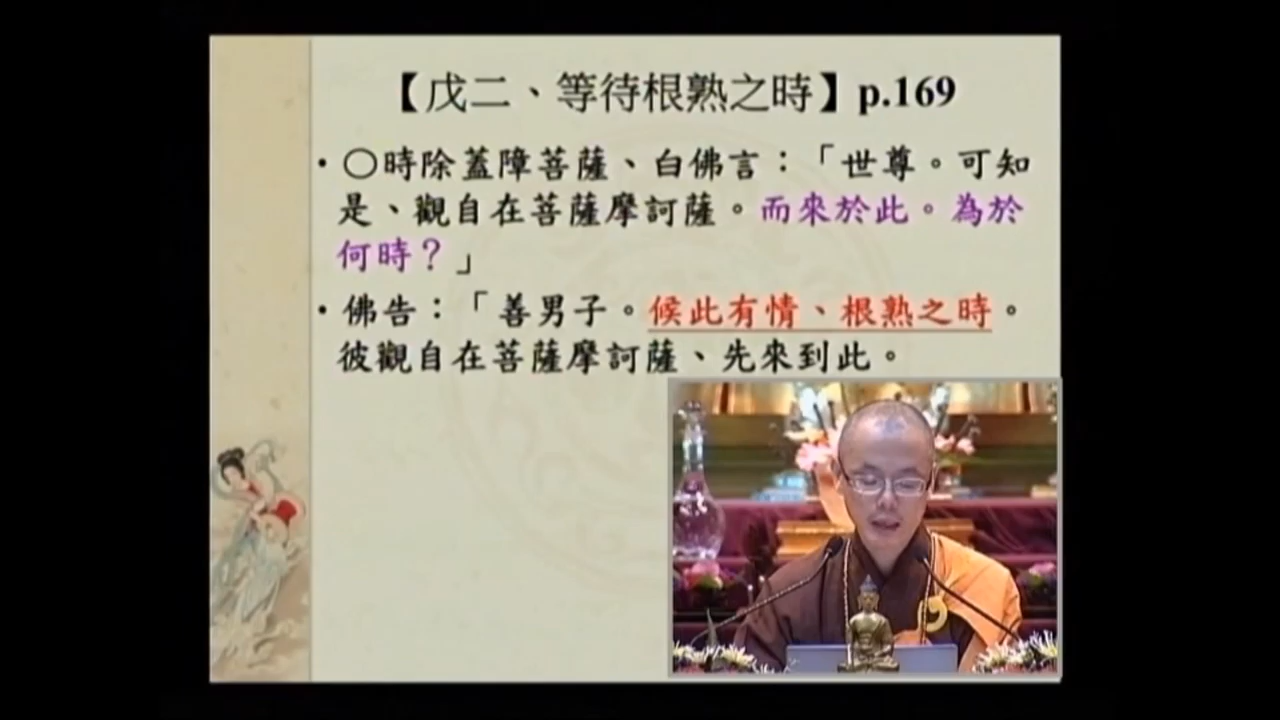 【戊二、等待根熟之時】p.169
• ○時除蓋障菩薩、白佛言：「世尊。可知
是、觀自在菩薩摩訶薩。而來於此。為於
何時？」
• 佛告：「善男子。候此有情、根熟之時。
彼觀自在菩薩摩訶薩、先來到此。